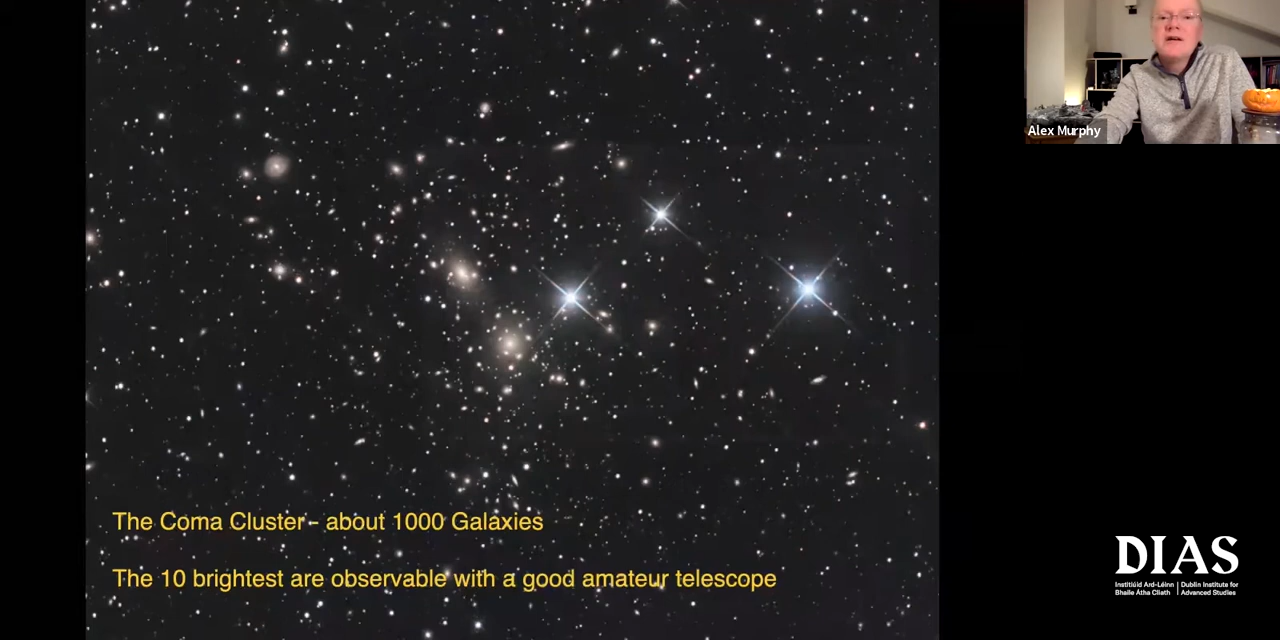 Alex Murphy
The Coma Cluster - about 1000 Galaxies
The 10 brightest are observable with a good amateur telescope
DIAS
Institiúid Ard-Léinn | Dublin Institute for
Bhaile Átha Cliath | Advanced Studies